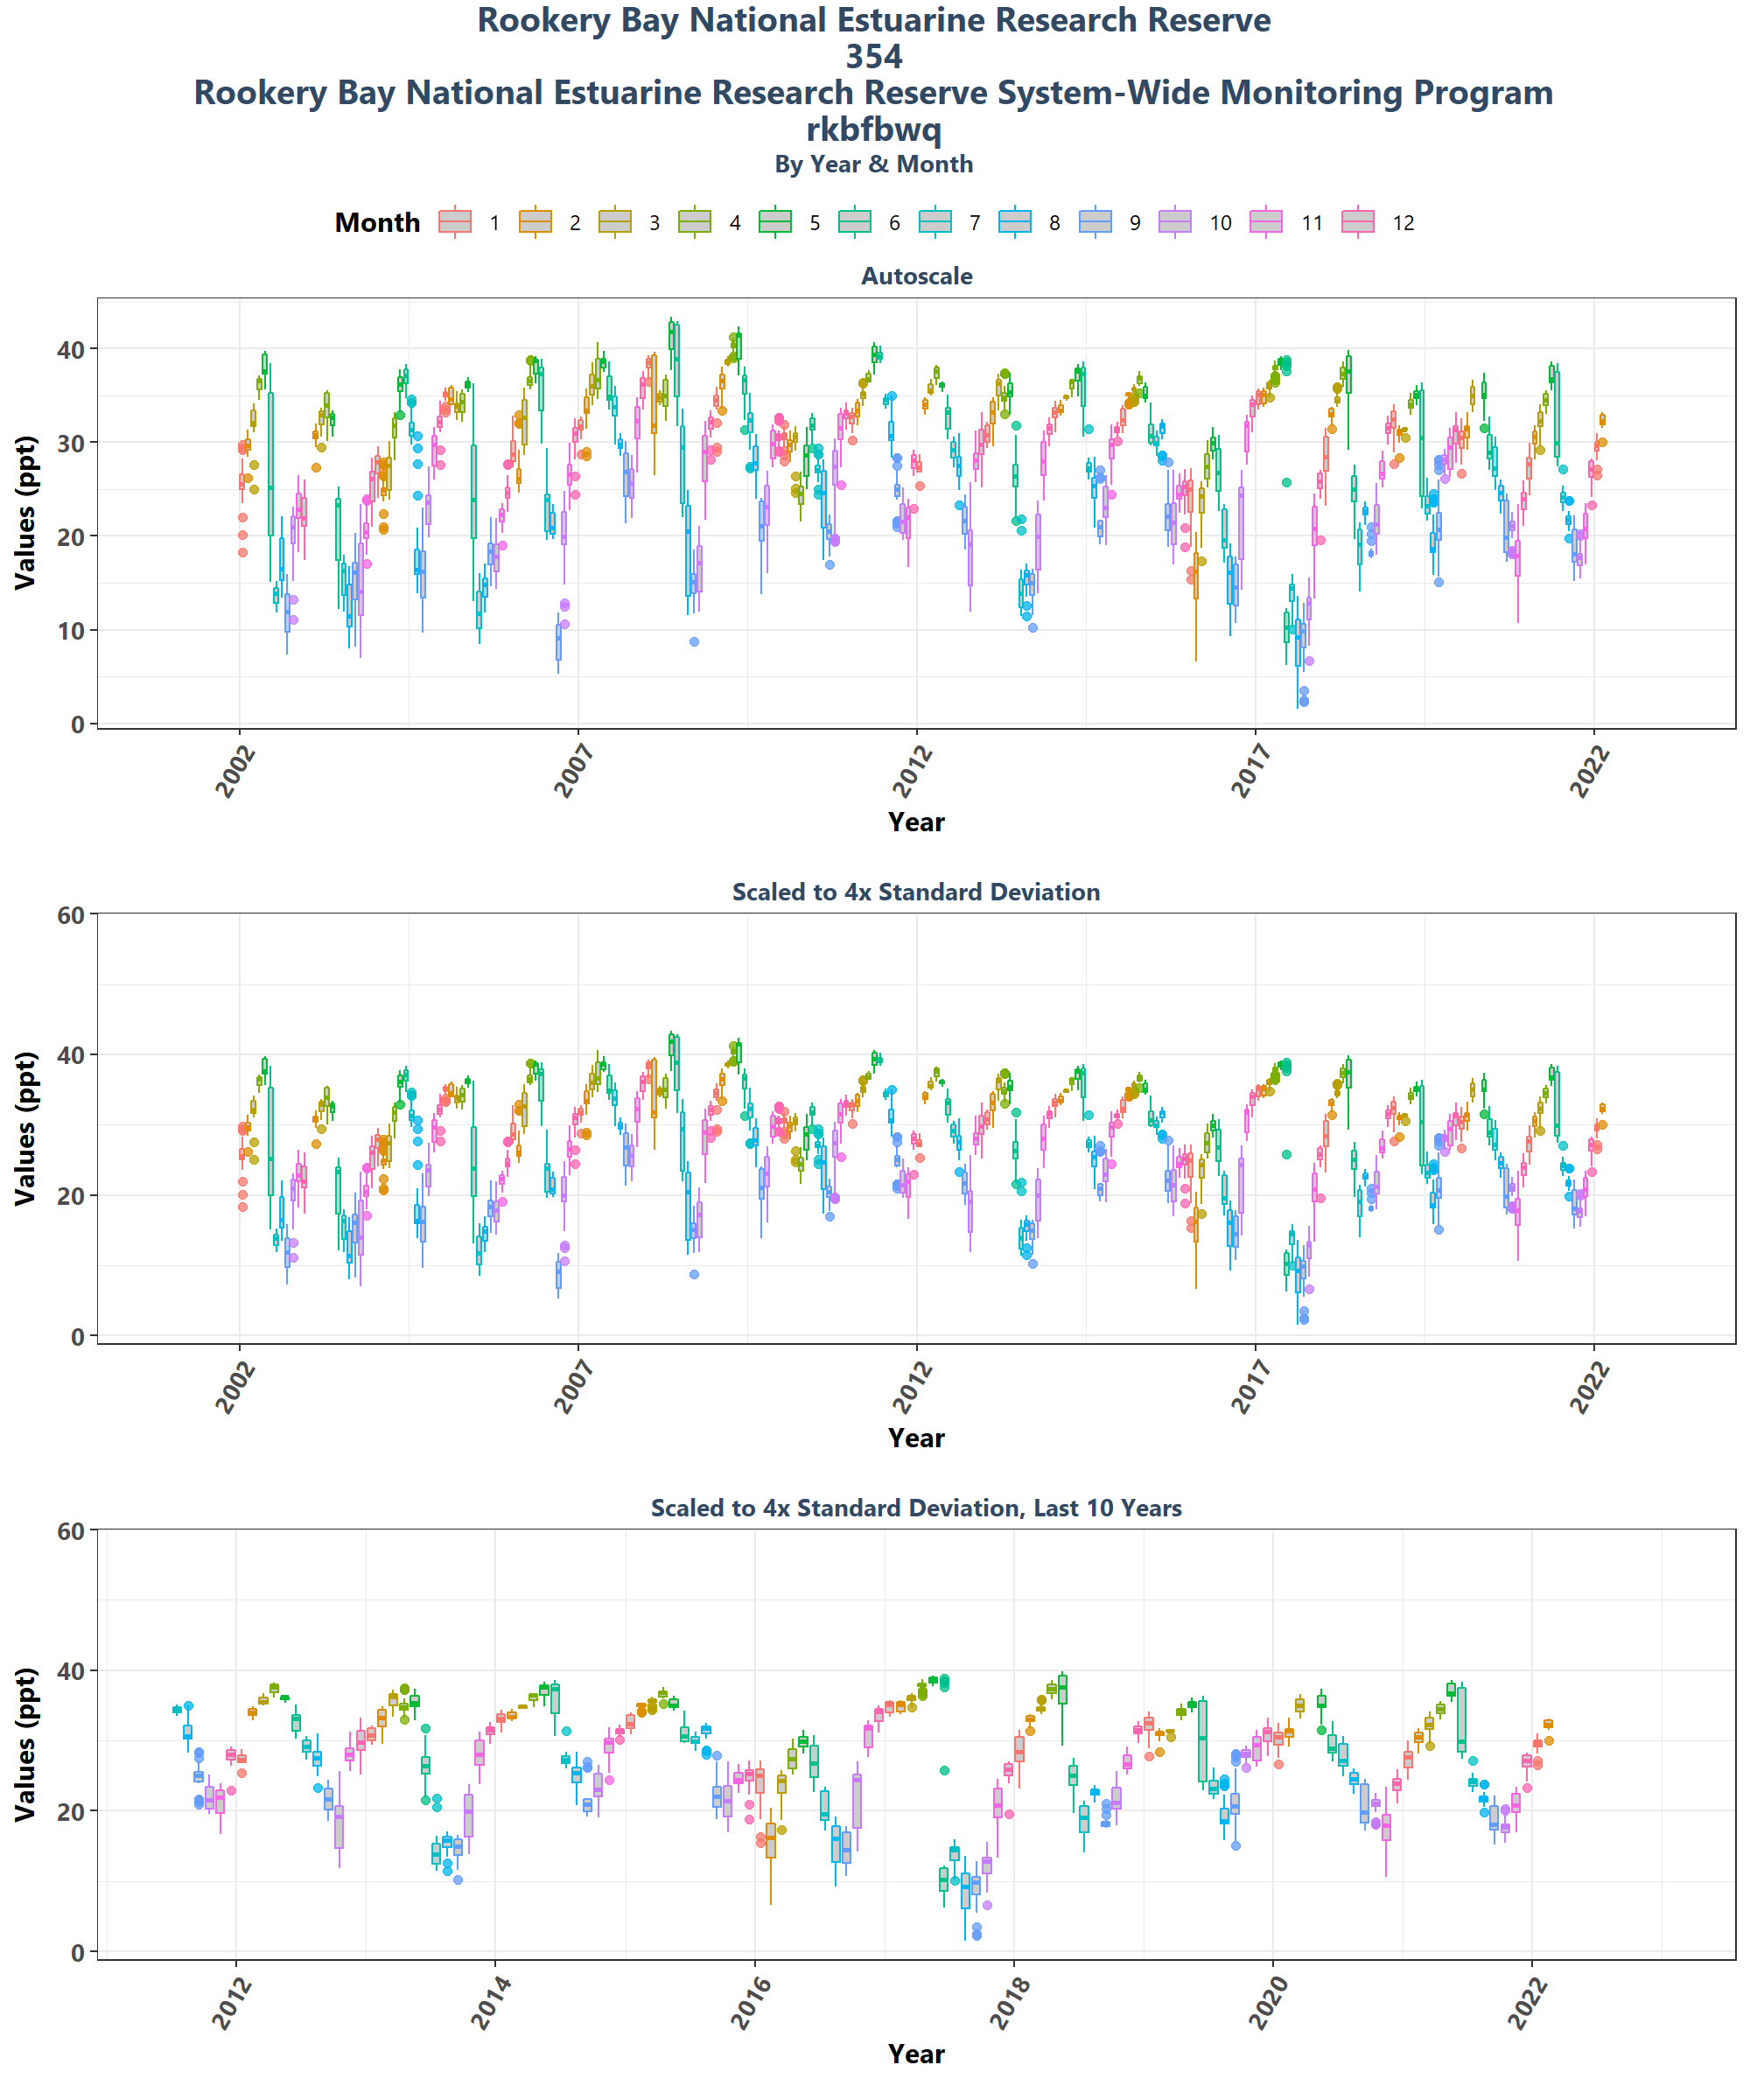 Rookery Bay National Estuarine Research Reserve
354
Rookery Bay National Estuarine Research Reserve System-Wide Monitoring Program
rkbfbwq
By Year & Month
Month 1 2 3 4 5 6 7 8 9 10 11 12
Autoscale
Values (ppt)
40
30
20
10
0
2002 2007 2012 2017 2022
Year
Scaled to 4x Standard Deviation
Values (ppt)
60
40
20
0
2002 2007 2012 2017 2022
Year
Scaled to 4x Standard Deviation, Last 10 Years
Values (ppt)
60
40
20
0
2012 2014 2016 2018 2020 2022
Year